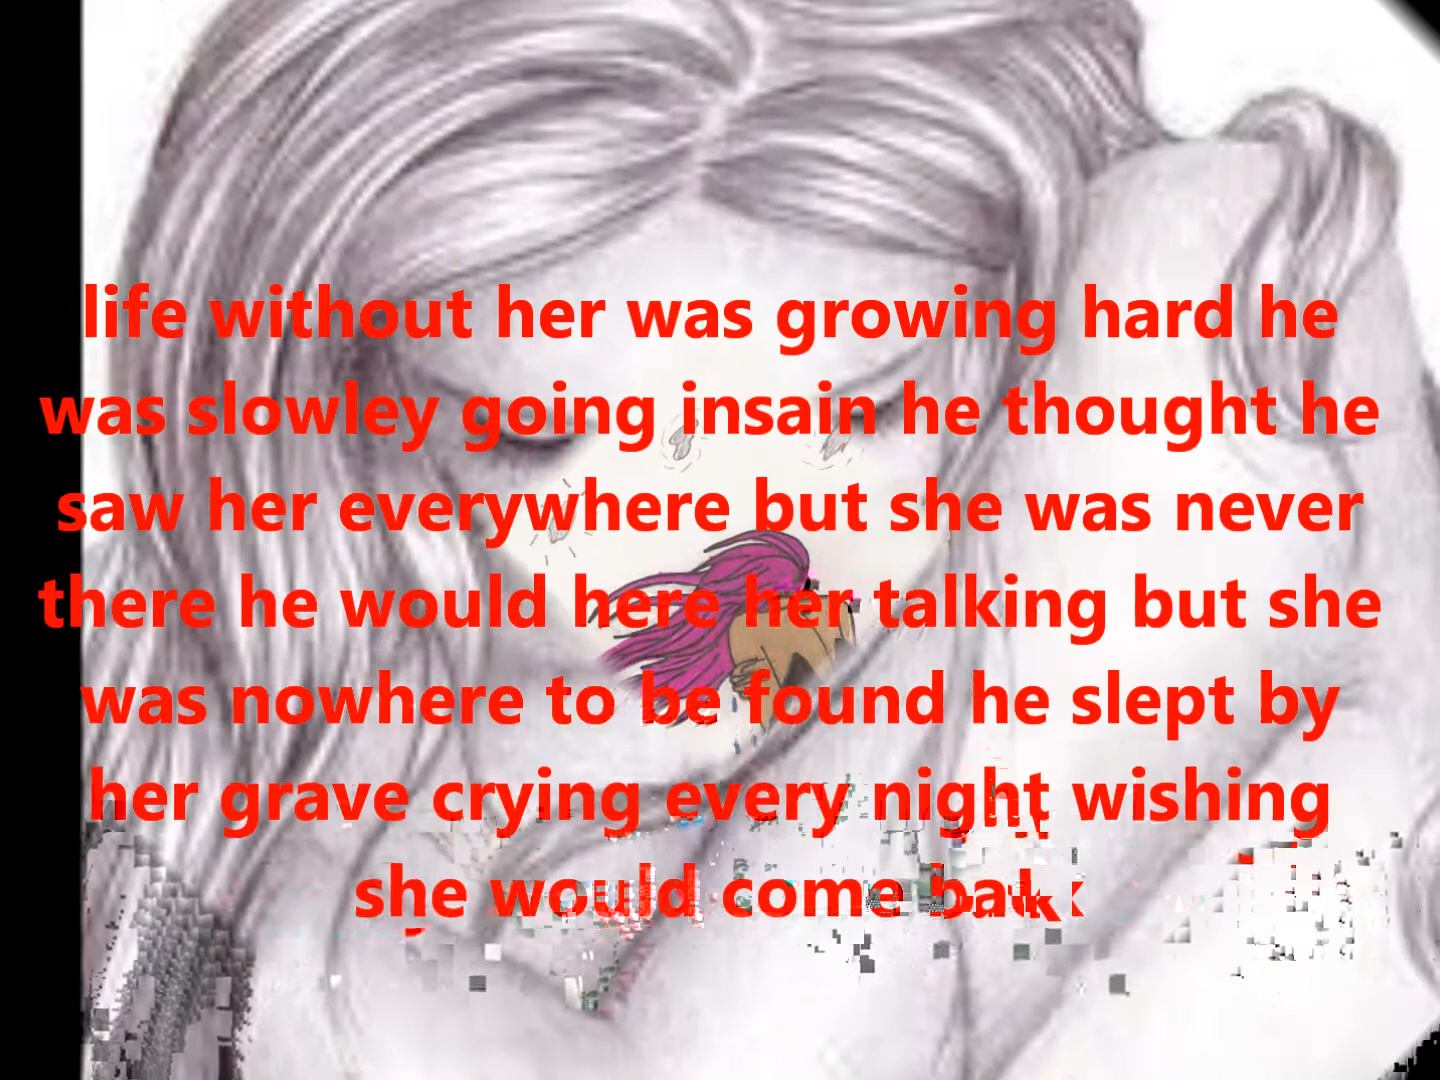 life without her was growing hard he
was slowley going insain he thought he
saw her everywhere but she was never
there he would here her talking but she
was nowhere to be found he slept by
her grave crying every night wishing
she would come bakk